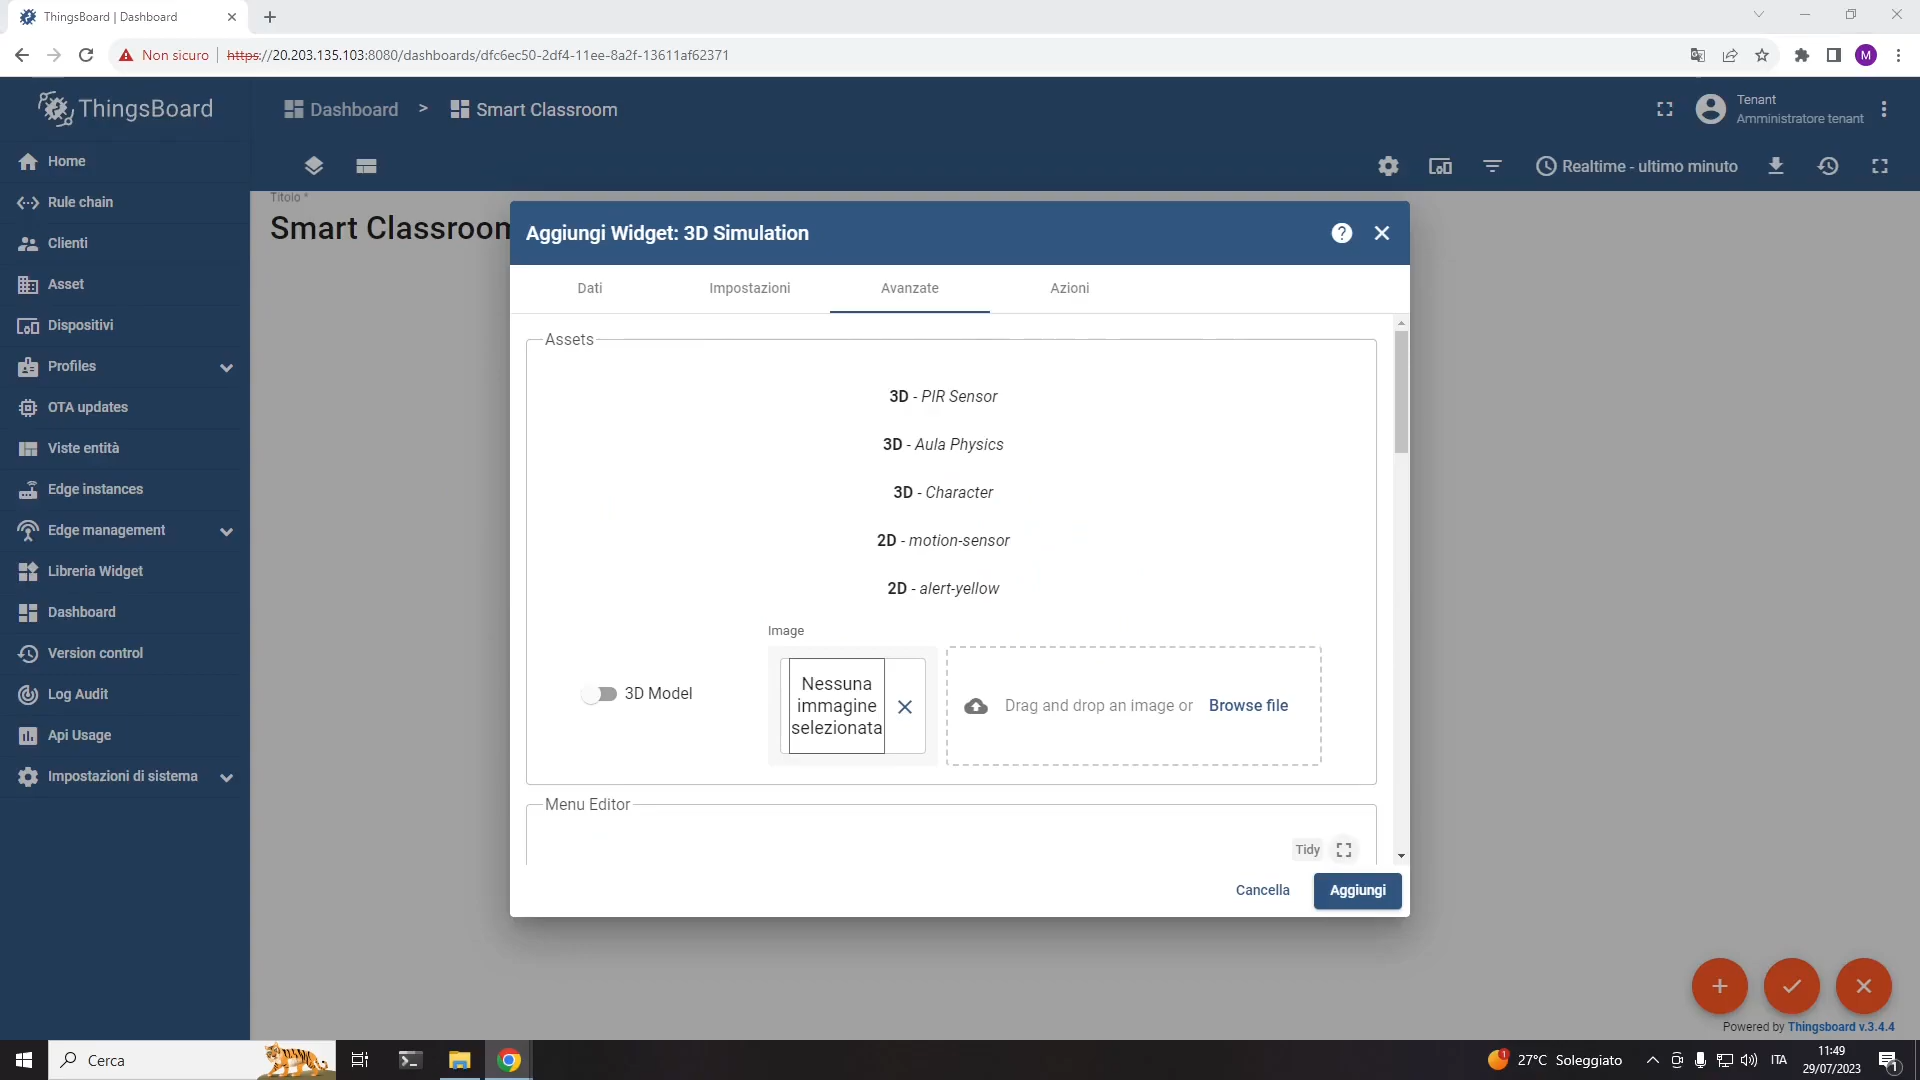 ThingsBoard | Dashboard
Non sicuro
https://20.203.135.103:8080/dashboards/dfc6ec50-2df4-11ee-8a2f-13611af62371
M
ThingsBoard
Dashboard > Smart Classroom
Tenant
Amministratore tenant
Home
Rule chain
Clienti
Asset
Dispositivi
Profiles
OTA updates
Viste entità
Edge instances
Edge management
Libreria Widget
Dashboard
Version control
Log Audit
Api Usage
Impostazioni di sistema
Realtime - ultimo minuto
Titolo *
Smart Classroom
Aggiungi Widget: 3D Simulation
?
Dati
Impostazioni
Avanzate
Azioni
Assets
3D - PIR Sensor
3D - Aula Physics
3D - Character
2D - motion-sensor
2D - alert-yellow
Image
3D Model
Nessuna
immagine
selezionata
Drag and drop an image or Browse file
Menu Editor
Tidy
Cancella
Aggiungi
Powered by Thingsboard v.3.4.4
Cerca
1
27°C Soleggiato
ITA
11:49
29/07/2023
1